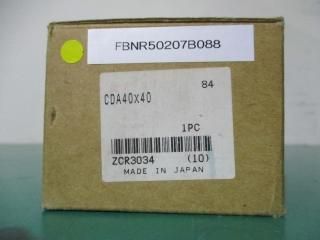 FBNR50207B088
84
CDA40x40
1PC
ZCR3034 (10)
MADE IN JAPAN